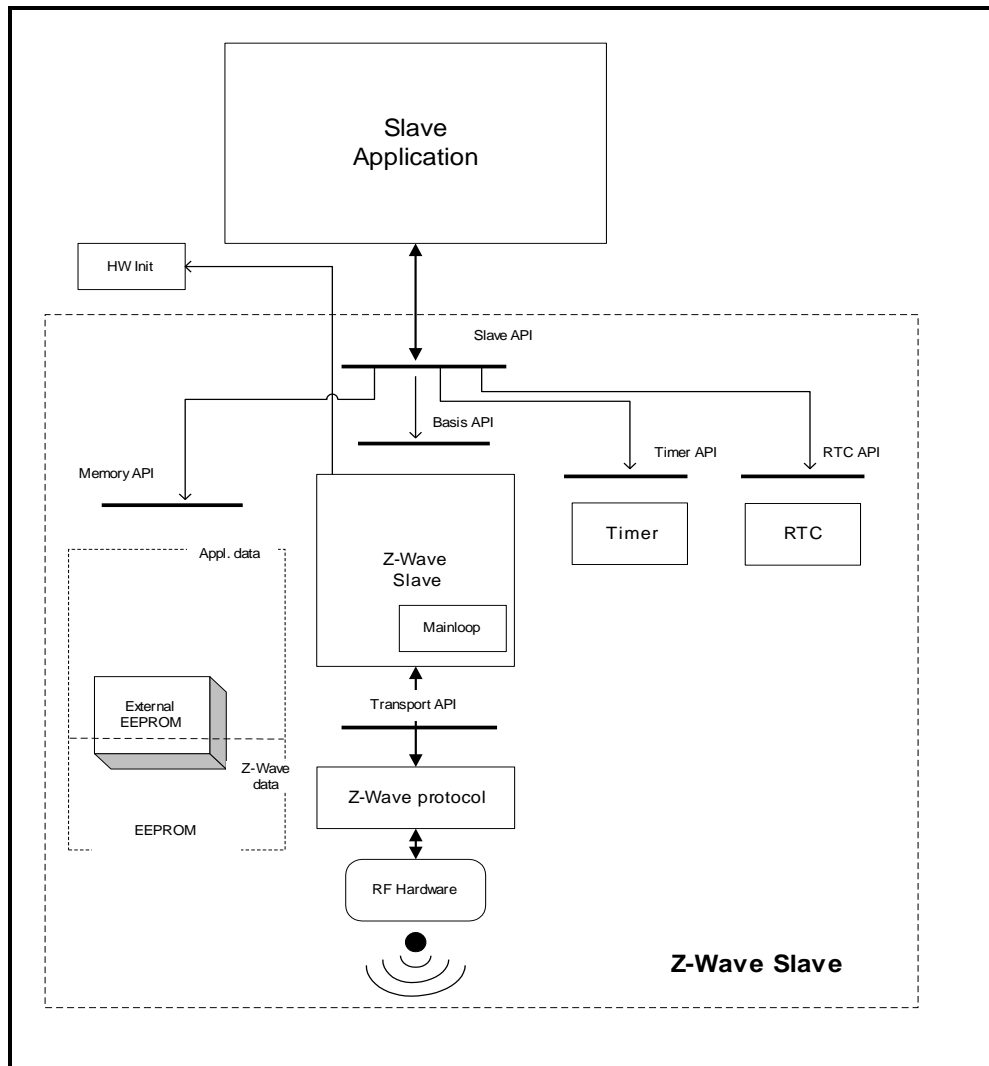 Slave
Application
HW Init
Slave API
Basis API
Timer API
RTC API
Memory API
Timer
RTC
Appl. data
Z-Wave
Slave
Mainloop
External
EEPROM
Transport API
Z-Wave
data
Z-Wave protocol
EEPROM
RF Hardware
Z-Wave Slave